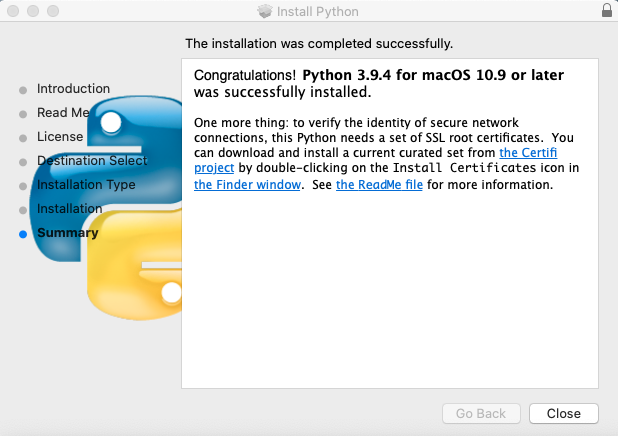 Install Python
The installation was completed successfully.
Introduction
Read Me
License
Destination Select
Installation Type
Installation
Summary
Congratulations! Python 3.9.4 for macOS 10.9 or later
was successfully installed.
One more thing: to verify the identity of secure network
connections, this Python needs a set of SSL root certificates.  You
can download and install a current curated set from the Certifi
project by double-clicking on the Install Certificates icon in
the Finder window.  See the ReadMe file for more information.
Go Back
Close